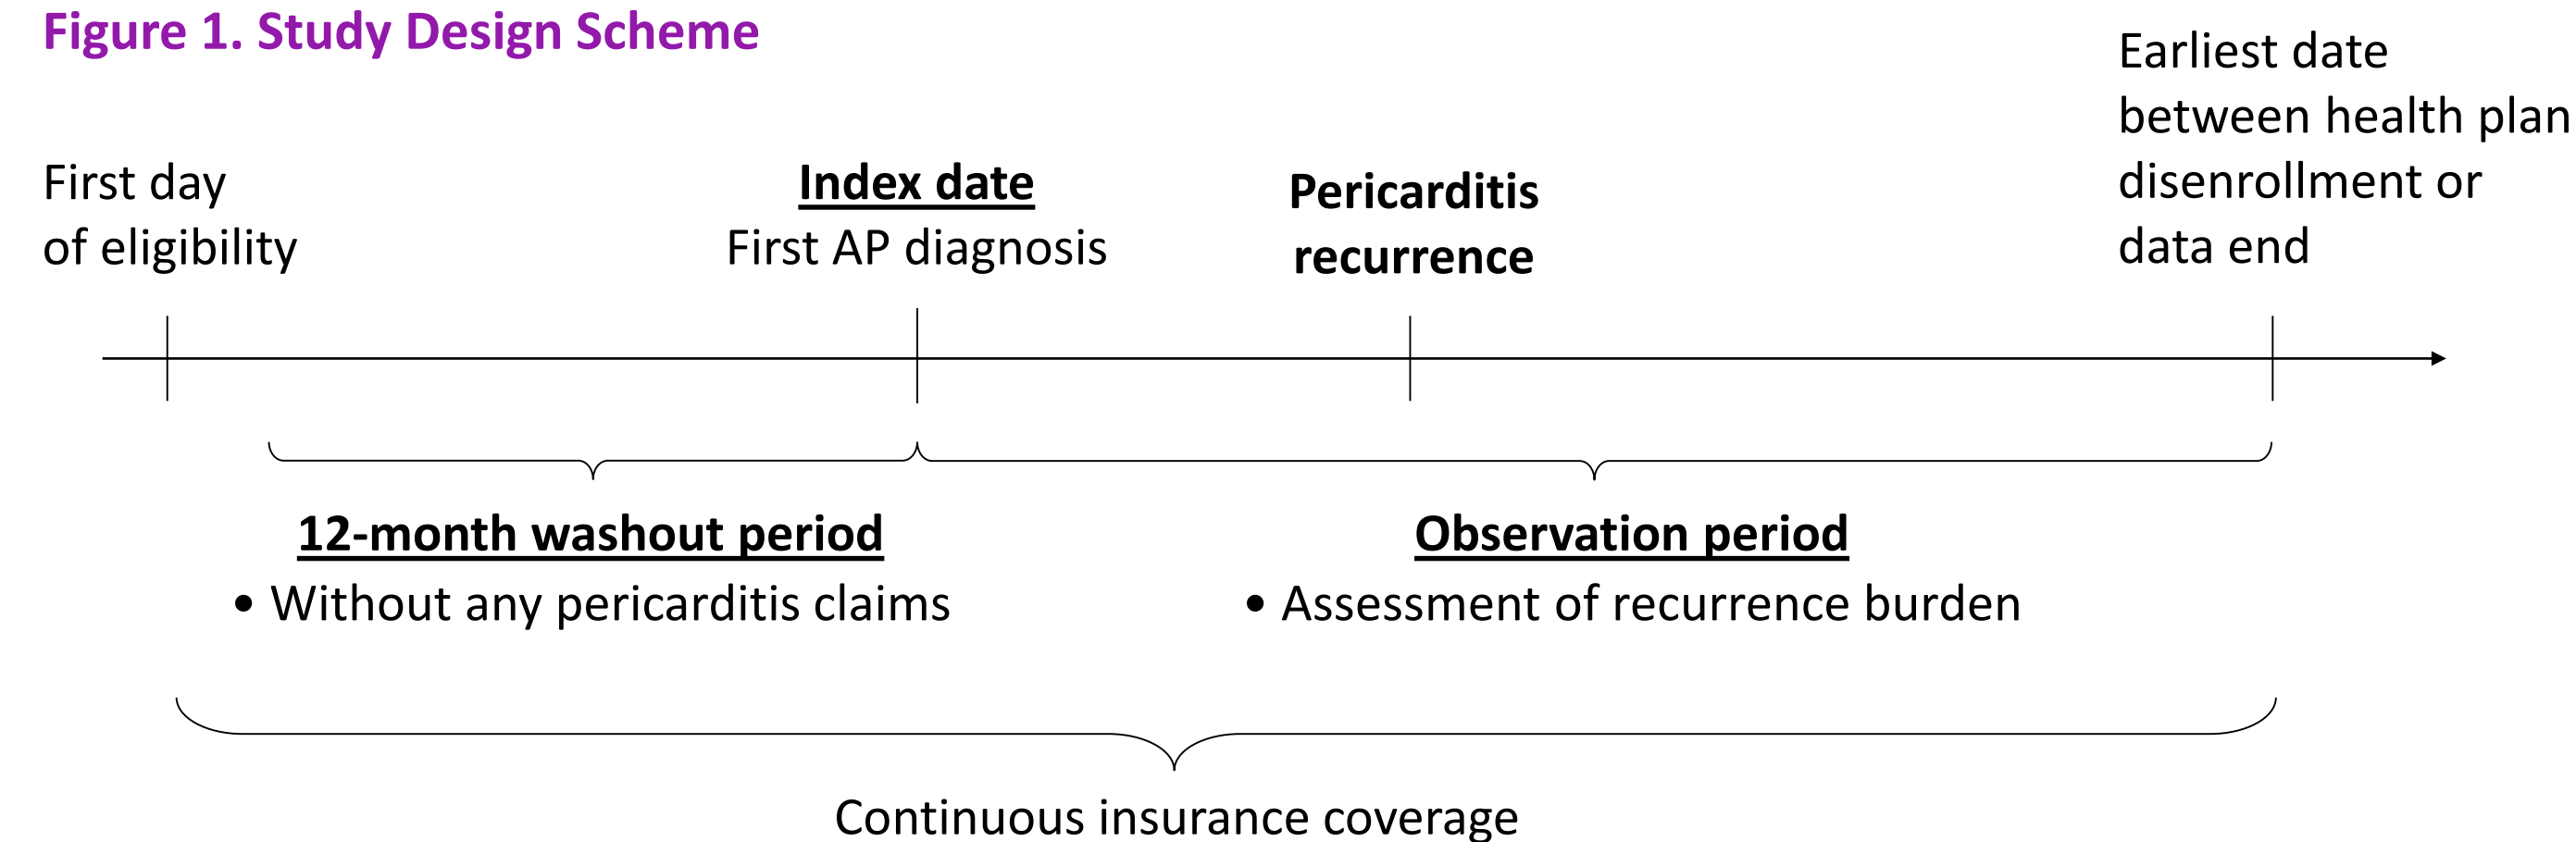 Figure 1. Study Design Scheme
First day
of eligibility
Index date
First AP diagnosis
Pericarditis
recurrence
Earliest date
between health plan
disenrollment or
data end
12-month washout period
• Without any pericarditis claims
Observation period
• Assessment of recurrence burden
Continuous insurance coverage